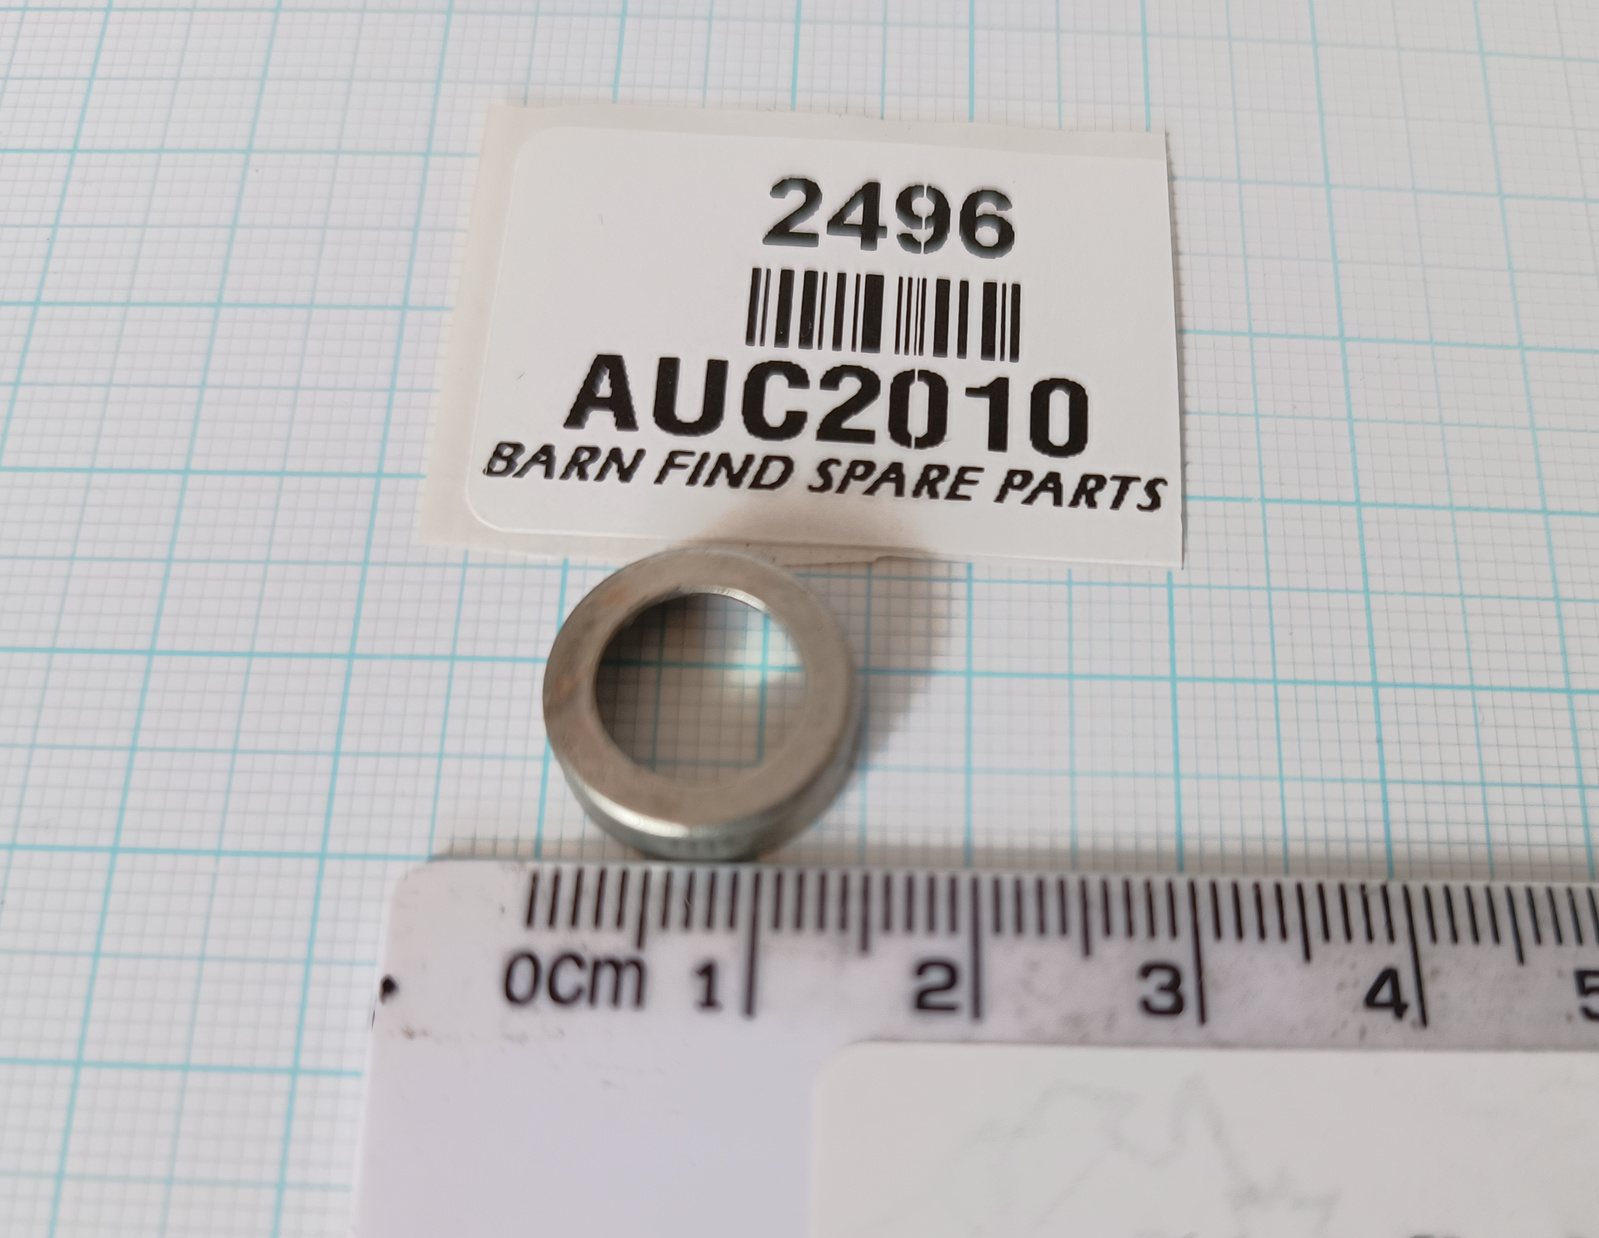 2496
AUC2010
BARN FIND SPARE PARTS
0Cm 1 2 3 4 5